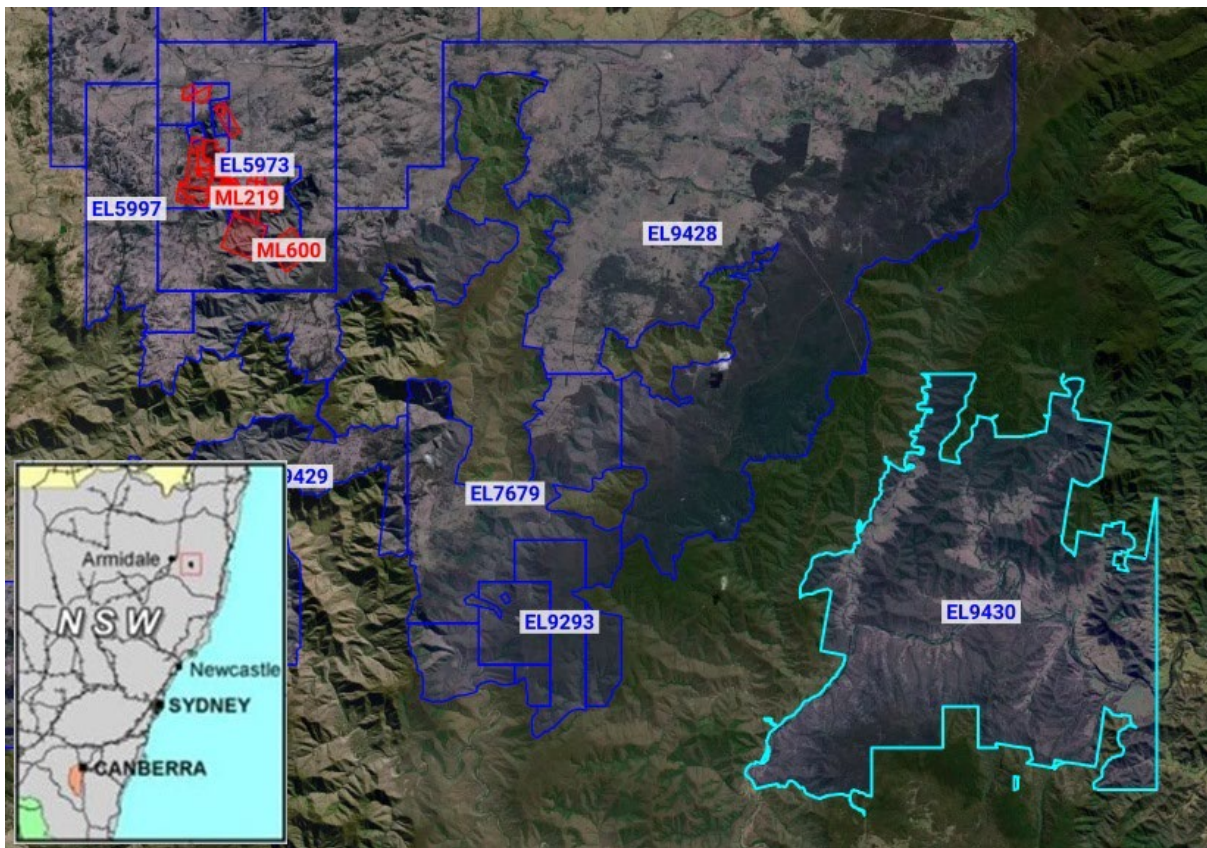 EL5973
ML219
EL5997
ML600
EL9428
9429
EL7679
EL9293
EL9430
Armidale
NSW
Newcastle
SYDNEY
CANBERRA